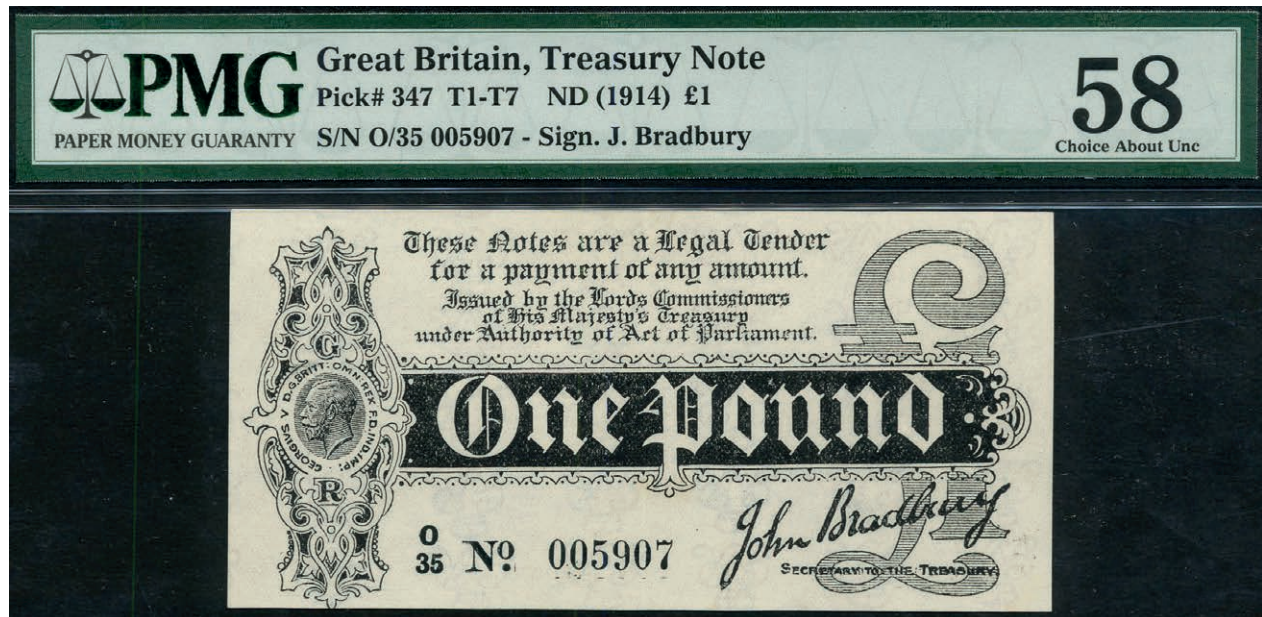 PMG
PAPER MONEY GUARANTY
Great Britain, Treasury Note
Pick# 347 T1-T7 ND (1914) £1
S/N O/35 005907 - Sign. J. Bradbury
58
Choice About Unc
These Notes are a Legal Tender
for a payment of any amount.
Issued by the Lords Commissioners
of His Majesty's Treasury
under Authority of Act of Parliament.
£1
G
GEORGIVS V D.G.BRITT: OMN: REX F.D.IND:IMP:
R
One Pound
O
35 Nº 005907
John Bradbury
SECRETARY TO THE TREASURY
£1